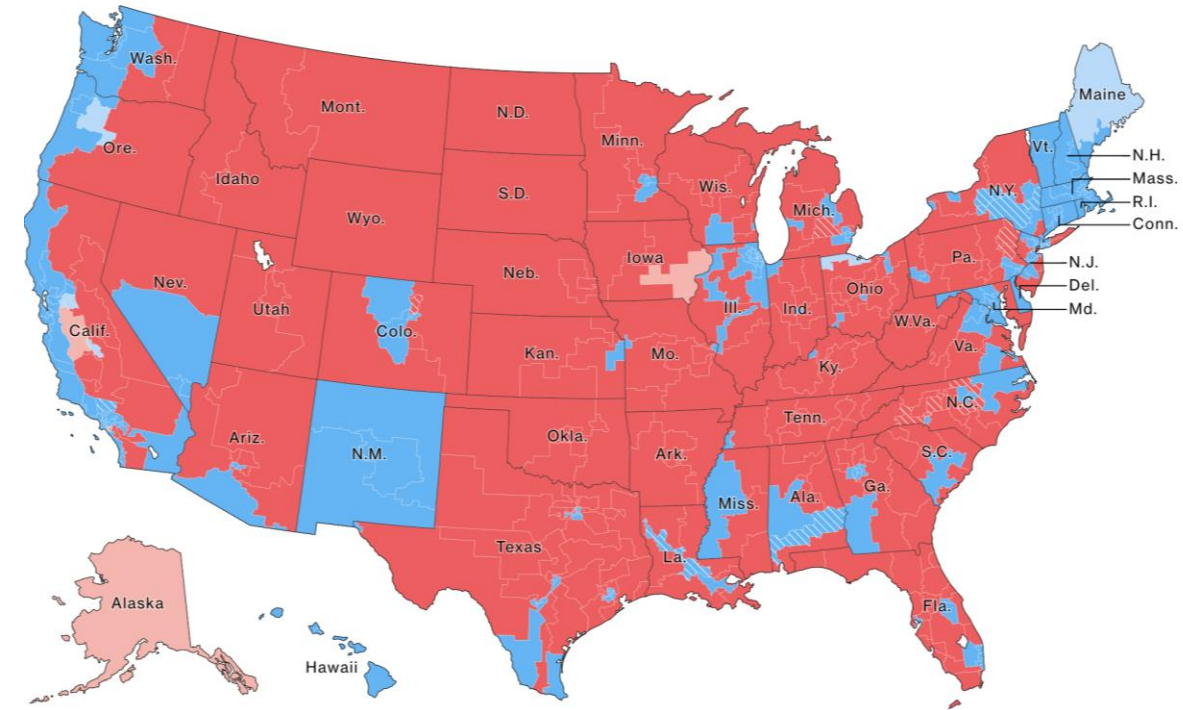 Wash.
Mont.
N.D.
Minn.
Maine
Ore.
Idaho
S.D.
Wis.
Mich.
N.Y.
Vt.
N.H.
Mass.
R.I.
Conn.
Wyo.
Iowa
Pa.
N.J.
Del.
Md.
Nev.
Neb.
Ill.
Ind.
Ohio
Calif.
Utah
Colo.
W.Va.
Kan.
Mo.
Ky.
Va.
Ariz.
N.M.
Okla.
Ark.
Tenn.
N.C.
S.C.
Miss.
Ala.
Ga.
Texas
La.
Alaska
Hawaii
Fla.